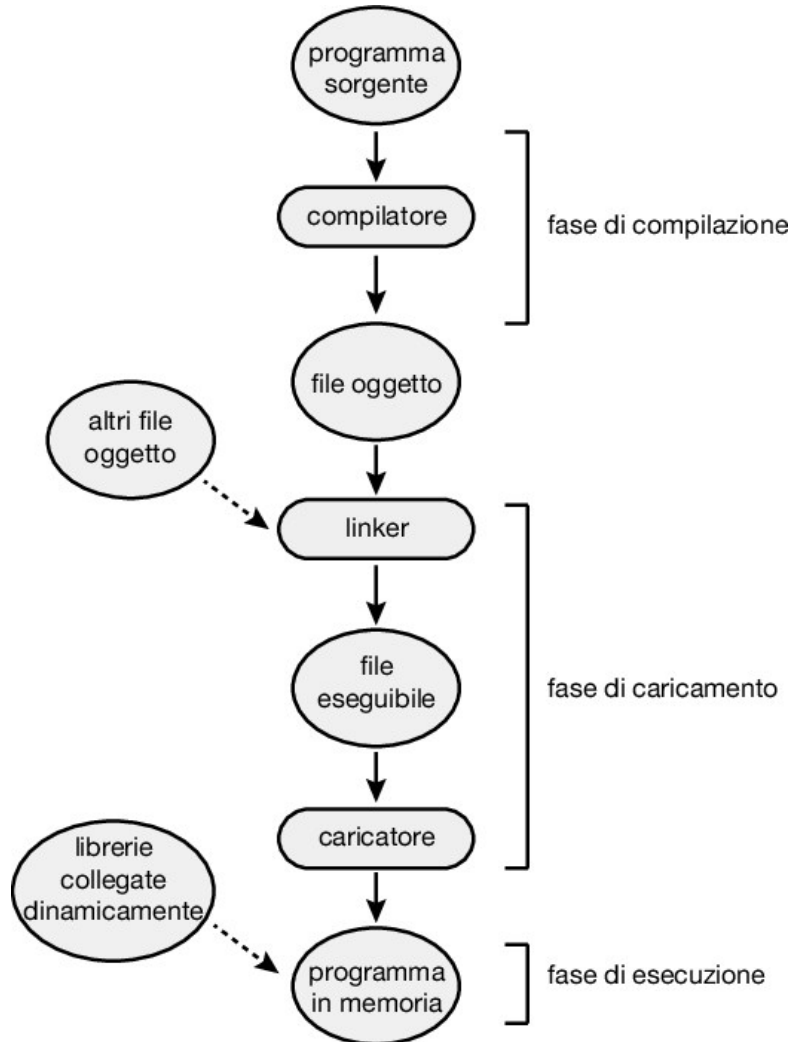 programma
sorgente
compilatore
fase di compilazione
file oggetto
altri file
oggetto
linker
file
eseguibile
fase di caricamento
caricatore
librerie
collegate
dinamicamente
programma
in memoria
fase di esecuzione